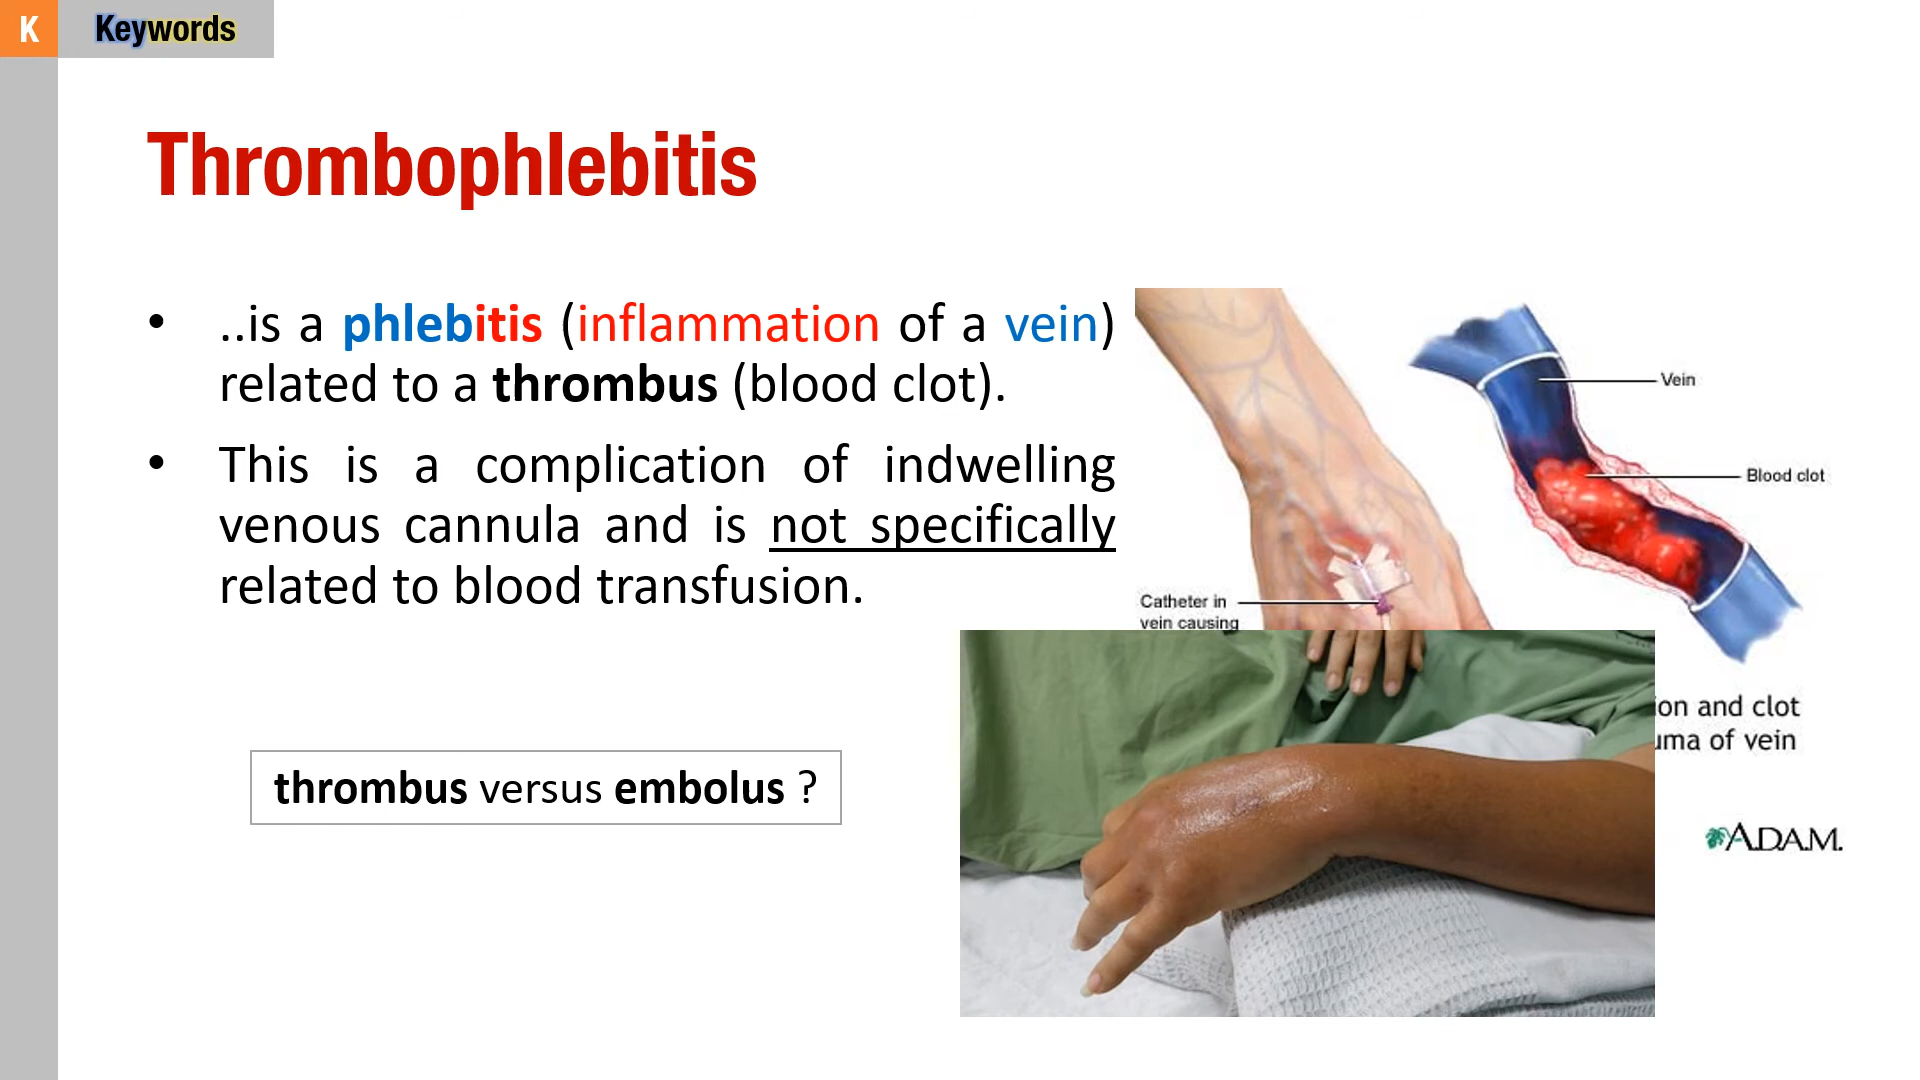 K Keywords
Thrombophlebitis
• ..is a phlebitis (inflammation of a vein)
related to a thrombus (blood clot).
• This is a complication of indwelling
venous cannula and is not specifically
related to blood transfusion.
thrombus versus embolus ?
Vein
Blood clot
Catheter in
vein causing
ion and clot
uma of vein
A.D.A.M.